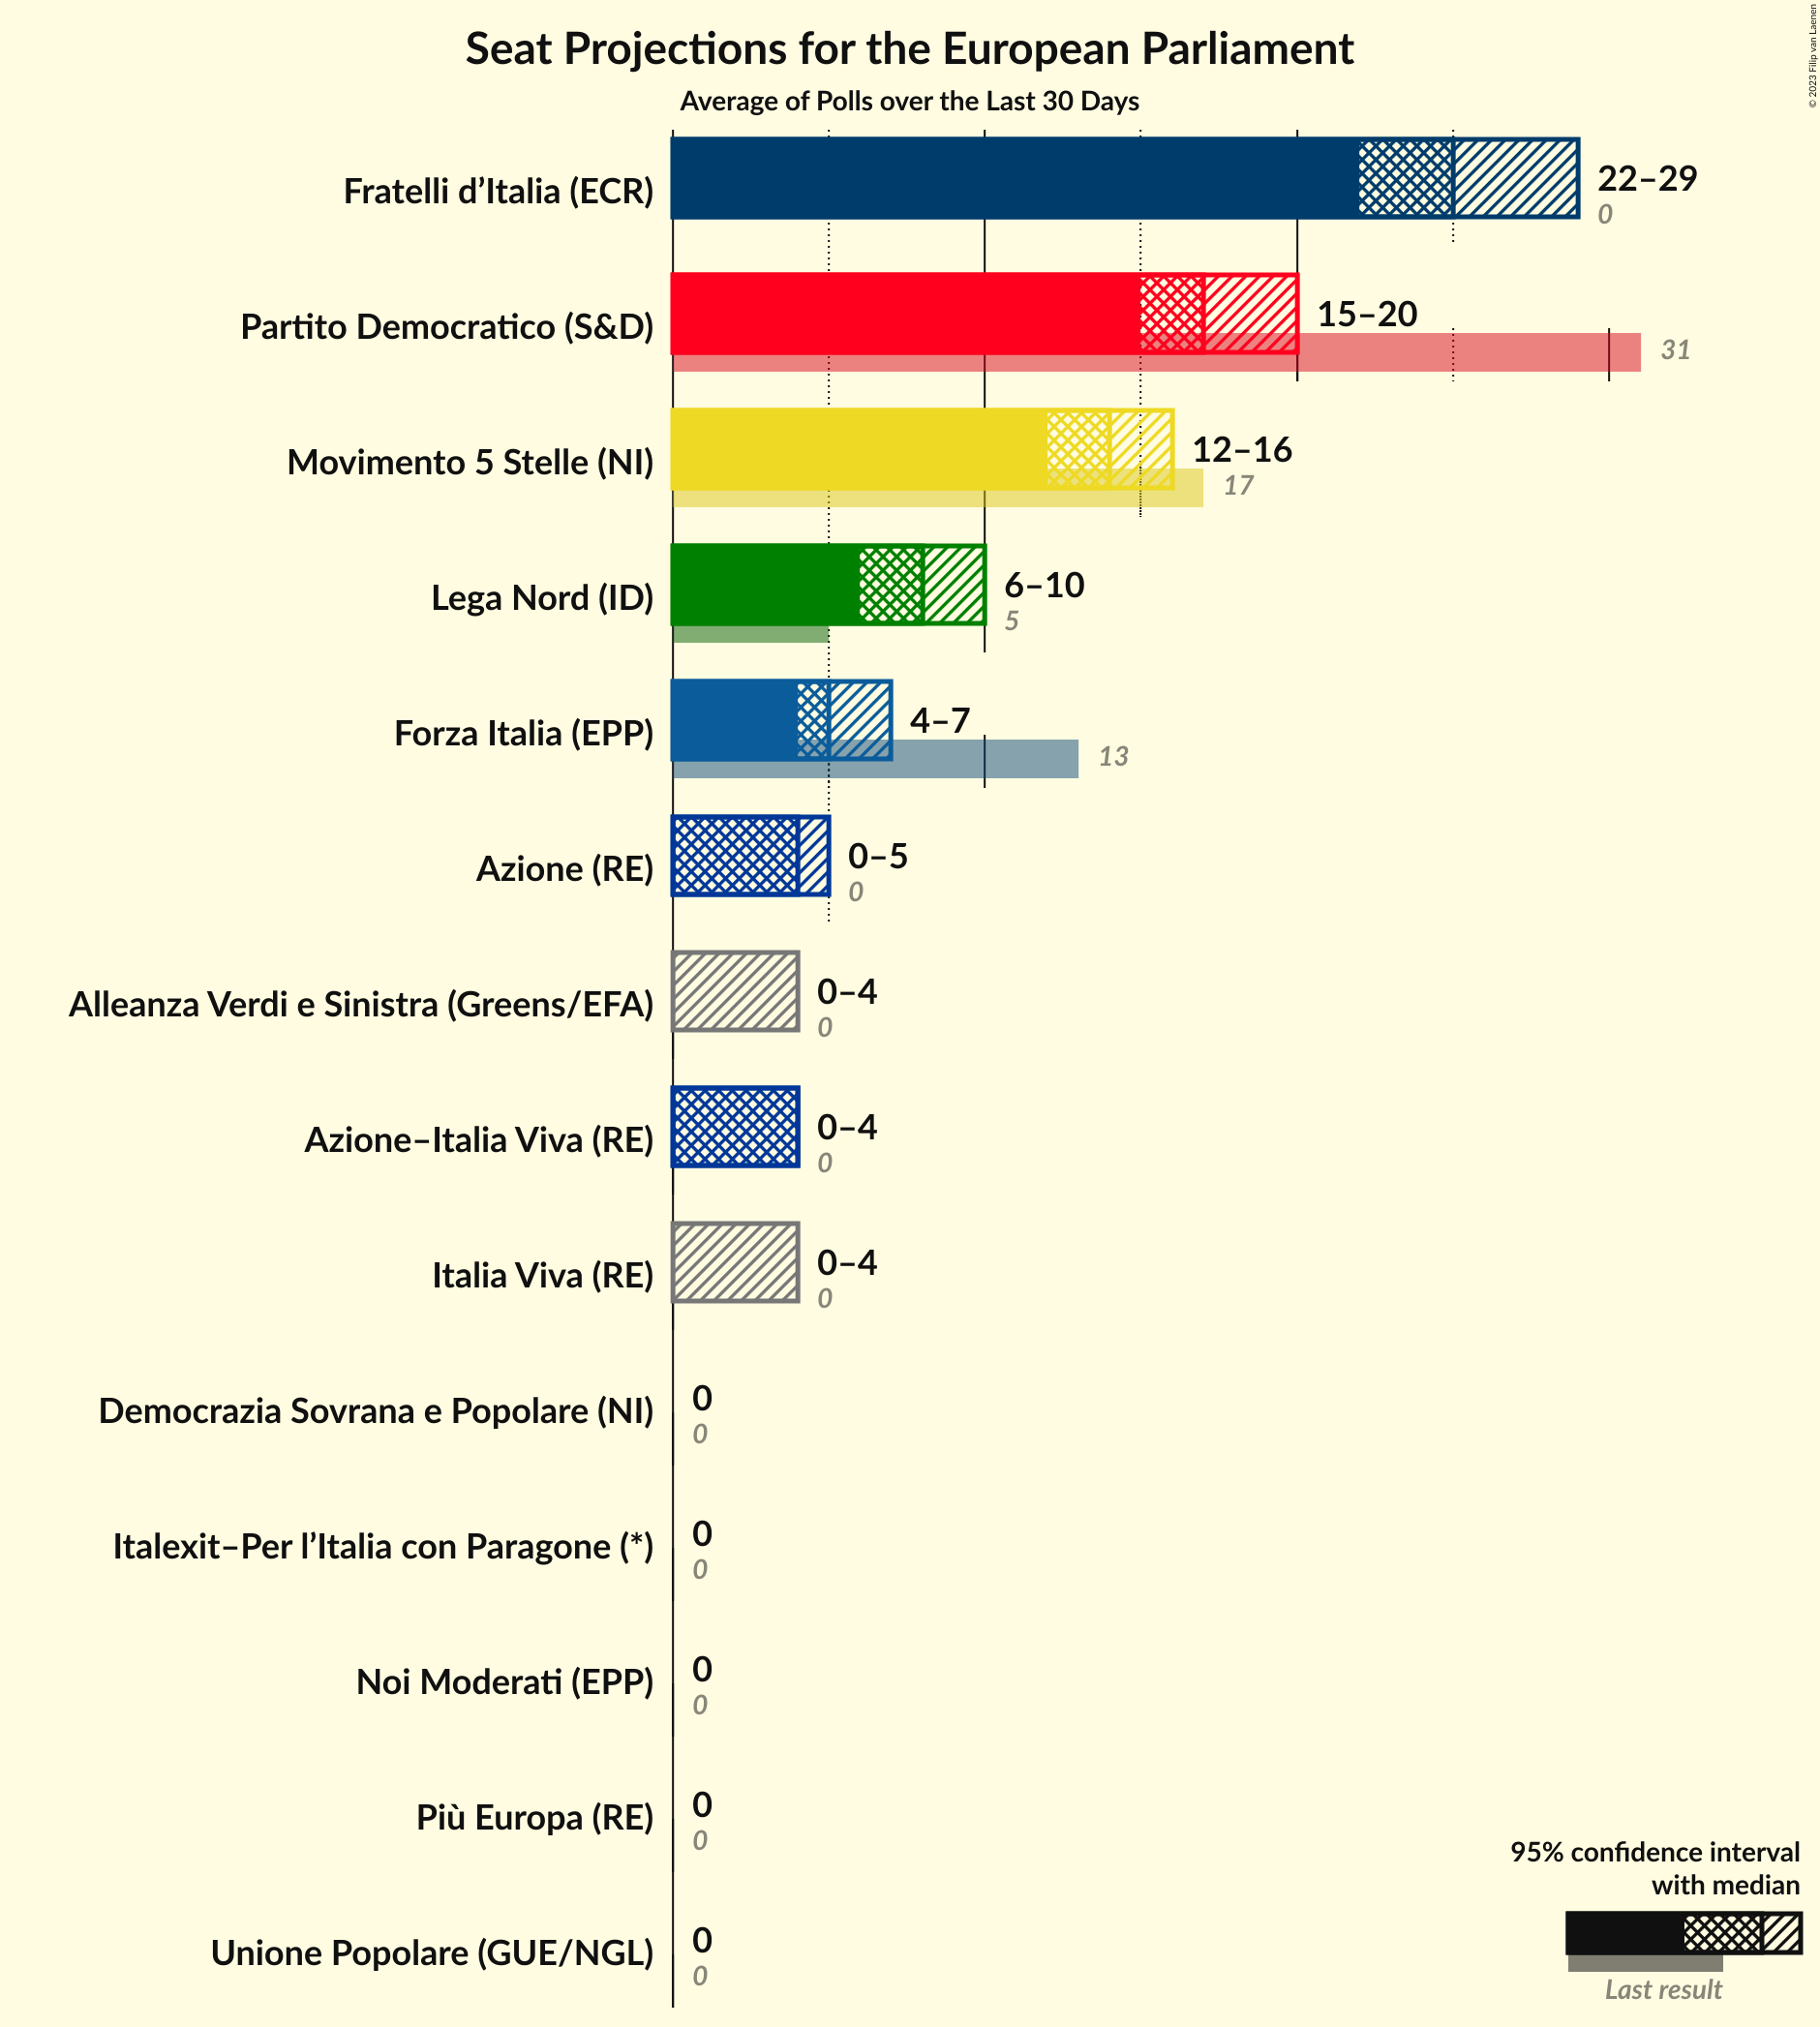 Seat Projections for the European Parliament
Average of Polls over the Last 30 Days
© 2023 Filip van Laenen
Fratelli d’Italia (ECR)
22–29
0
Partito Democratico (S&D)
15–20
31
Movimento 5 Stelle (NI)
12–16
17
Lega Nord (ID)
6–10
5
Forza Italia (EPP)
4–7
13
Azione (RE)
0–5
0
Alleanza Verdi e Sinistra (Greens/EFA)
0–4
0
Azione–Italia Viva (RE)
0–4
0
Italia Viva (RE)
0–4
0
Democrazia Sovrana e Popolare (NI)
0
0
Italexit–Per l’Italia con Paragone (*)
0
0
Noi Moderati (EPP)
0
0
Più Europa (RE)
0
0
Unione Popolare (GUE/NGL)
0
0
95% confidence interval
with median
Last result